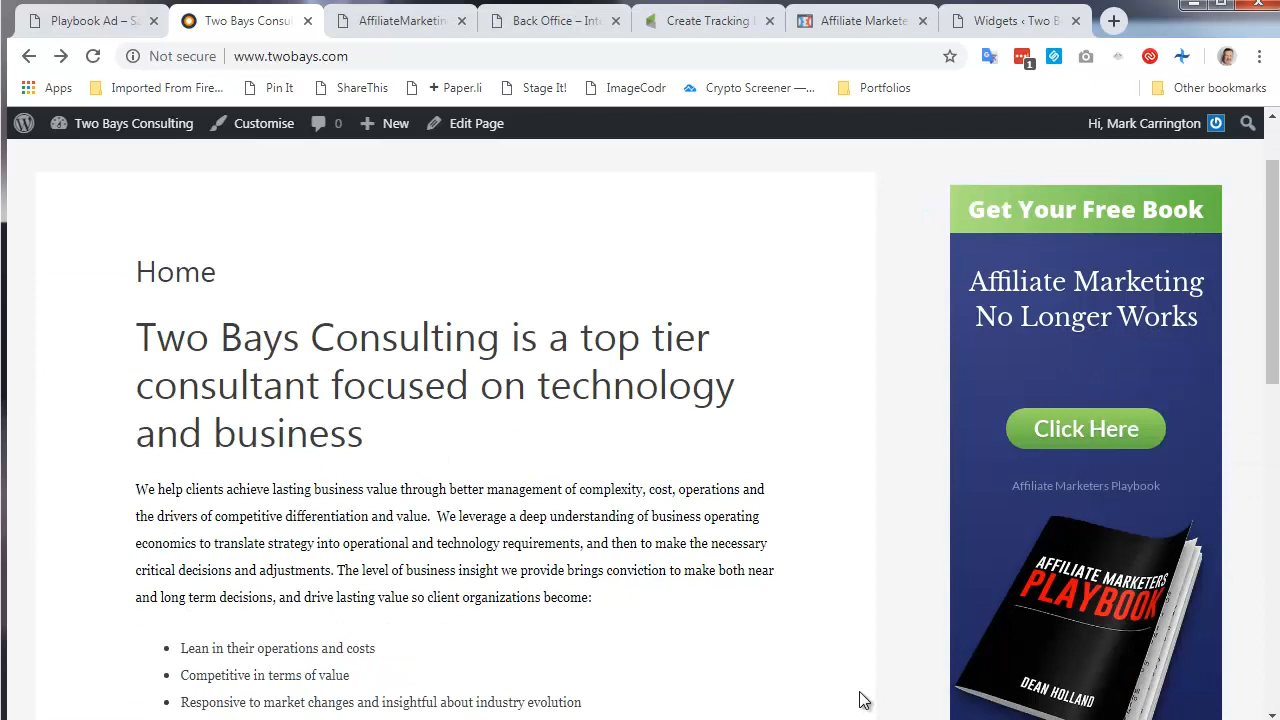 Playbook Ad – S
Two Bays Consul
AffiliateMarketin
Back Office – Int
Create Tracking
Affiliate Markete
Widgets ‹ Two B
Not secure
www.twobays.com
1
Apps
Imported From Fire...
Pin It
ShareThis
+ Paper.li
Stage It!
ImageCodr
Crypto Screener —...
Portfolios
Other bookmarks
Two Bays Consulting
Customise
0
New
Edit Page
Hi, Mark Carrington
Home
Two Bays Consulting is a top tier
consultant focused on technology
and business
We help clients achieve lasting business value through better management of complexity, cost, operations and
the drivers of competitive differentiation and value.  We leverage a deep understanding of business operating
economics to translate strategy into operational and technology requirements, and then to make the necessary
critical decisions and adjustments. The level of business insight we provide brings conviction to make both near
and long term decisions, and drive lasting value so client organizations become:
Lean in their operations and costs
Competitive in terms of value
Responsive to market changes and insightful about industry evolution
Get Your Free Book
Affiliate Marketing
No Longer Works
Click Here
Affiliate Marketers Playbook
AFFILIATE MARKETERS
PLAYBOOK
DEAN HOLLAND